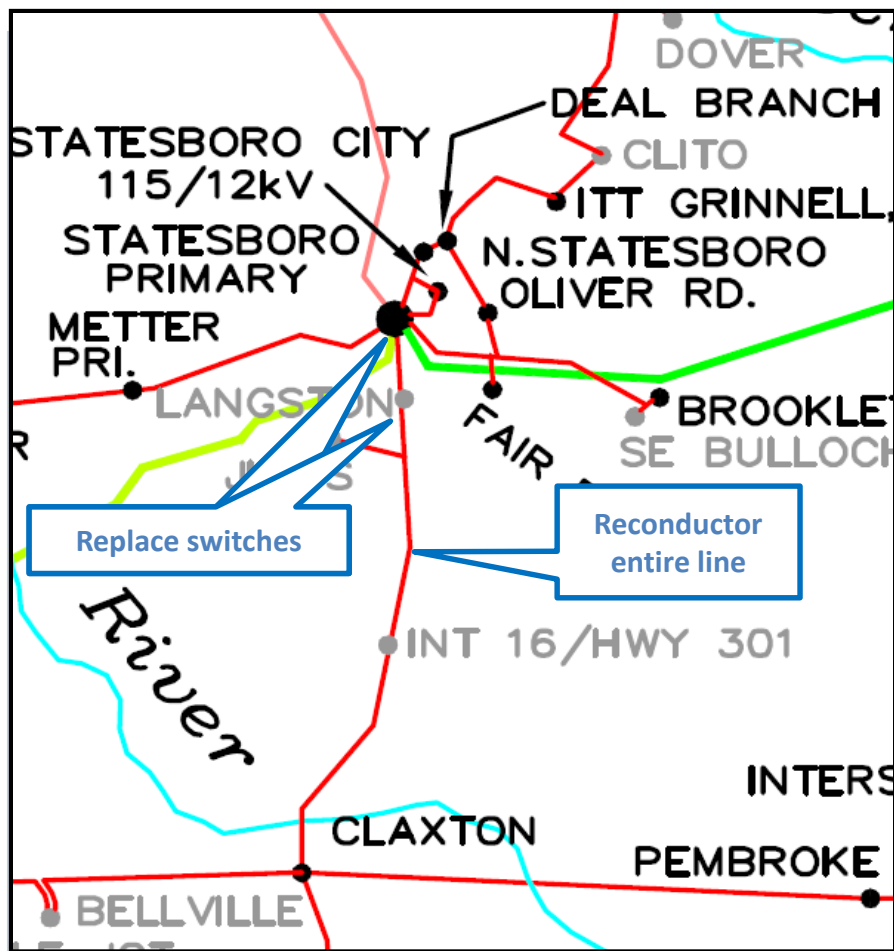 DOVER
DEAL BRANCH
STATESBORO CITY
115/12kV
CLITO
ITT GRINNELL,
STATESBORO
PRIMARY
N.STATESBORO
OLIVER RD.
METTER
PRI.
LANGSTON
BROOKLET
FAIR
SE BULLOCH
R
Replace switches
Reconductor
entire line
River
INT 16/HWY 301
INTERS
CLAXTON
PEMBROKE
BELLVILLE